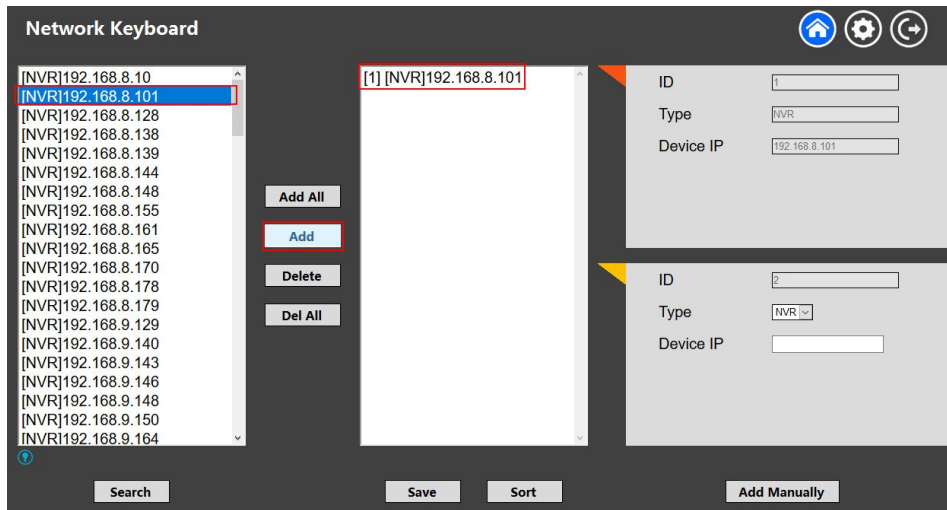 Network Keyboard
[NVR]192.168.8.10
[NVR]192.168.8.101
[NVR]192.168.8.128
[NVR]192.168.8.138
[NVR]192.168.8.139
[NVR]192.168.8.144
[NVR]192.168.8.148
[NVR]192.168.8.155
[NVR]192.168.8.161
[NVR]192.168.8.165
[NVR]192.168.8.170
[NVR]192.168.8.178
[NVR]192.168.8.179
[NVR]192.168.9.129
[NVR]192.168.9.140
[NVR]192.168.9.143
[NVR]192.168.9.146
[NVR]192.168.9.148
[NVR]192.168.9.150
[NVR]192.168.9.164
Search
Add All
Add
Delete
Del All
[1] [NVR]192.168.8.101
Save
Sort
ID 1
Type NVR
Device IP 192.168.8.101
ID 2
Type NVR
Device IP
Add Manually